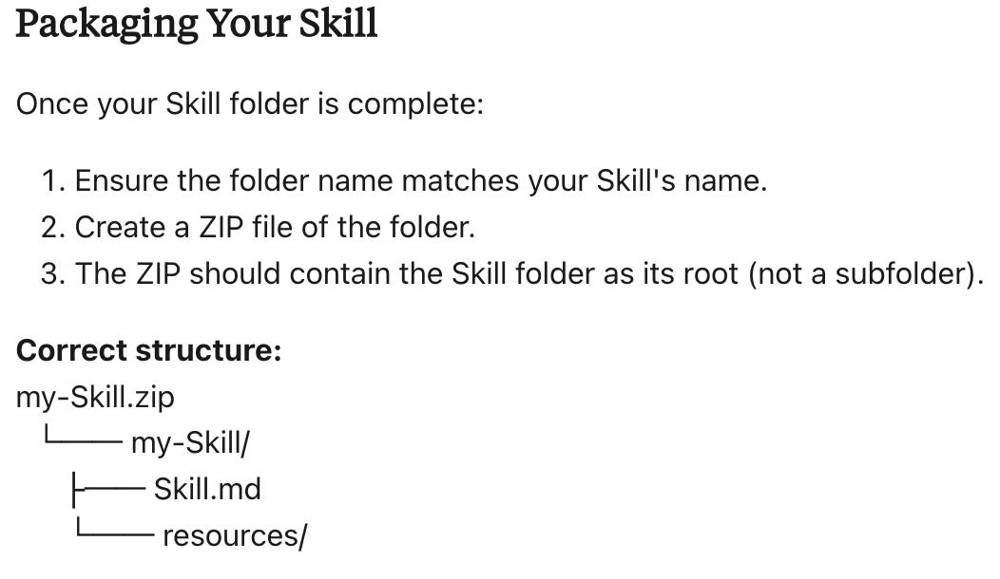 Packaging Your Skill
Once your Skill folder is complete:
1. Ensure the folder name matches your Skill's name.
2. Create a ZIP file of the folder.
3. The ZIP should contain the Skill folder as its root (not a subfolder).
Correct structure:
my-Skill.zip
└── my-Skill/
├── Skill.md
└── resources/